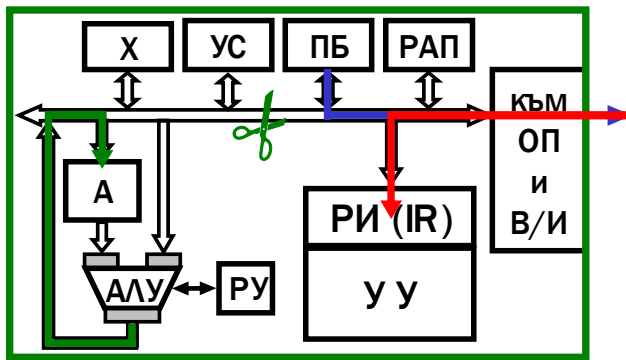 Х
УС
ПБ
РАП
към
ОП
и
В/И
А
РИ (IR)
АЛУ
РУ
У У